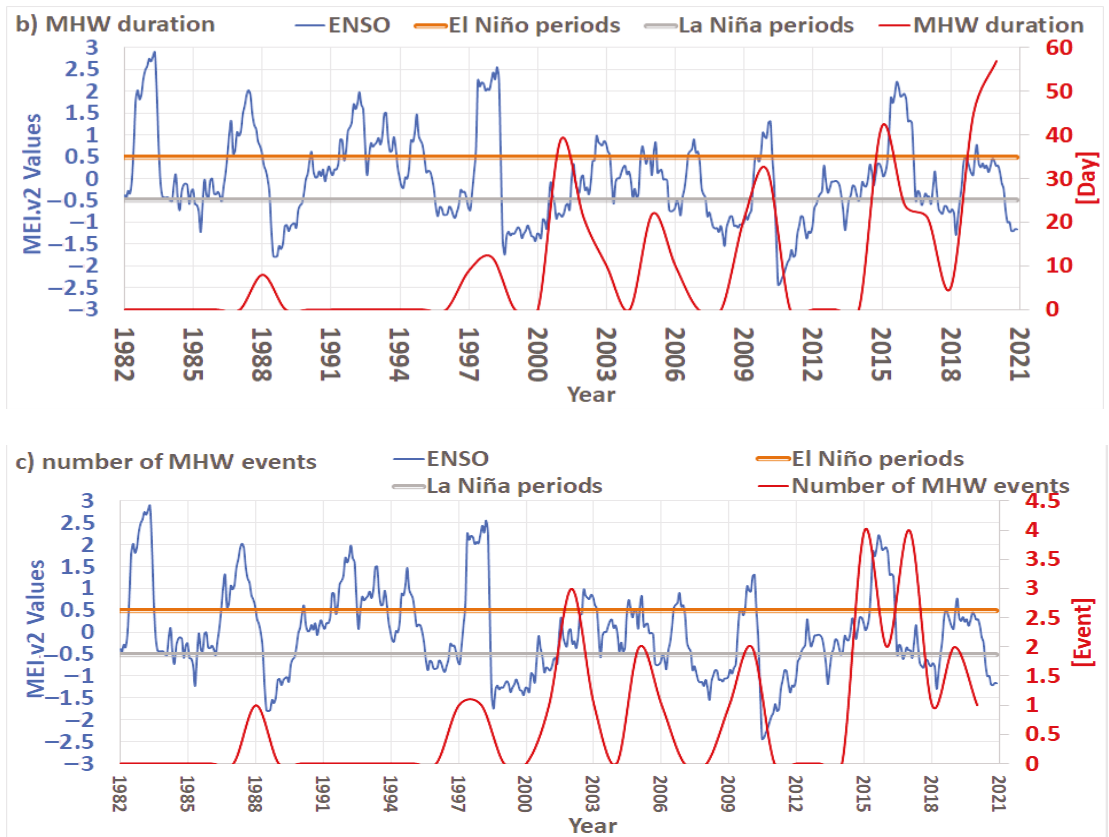 b) MHW duration
ENSO El Niño periods La Niña periods MHW duration
3 60
2.5
2 50
1.5
1 40
0.5
0 30
−0.5
−1 20
−1.5
−2 10
−2.5
−3 0
MEI.v2 Values
[Day]
1982 1985 1988 1991 1994 1997 2000 2003 2006 2009 2012 2015 2018 2021
Year
c) number of MHW events
ENSO El Niño periods
La Niña periods Number of MHW events
3 4.5
2.5 4
2 3.5
1.5 3
1 2.5
0.5 2
0 1.5
−0.5 1
−1 0.5
−1.5 0
−2
−2.5
−3
MEI.v2 Values
[Event]
1982 1985 1988 1991 1994 1997 2000 2003 2006 2009 2012 2015 2018 2021
Year